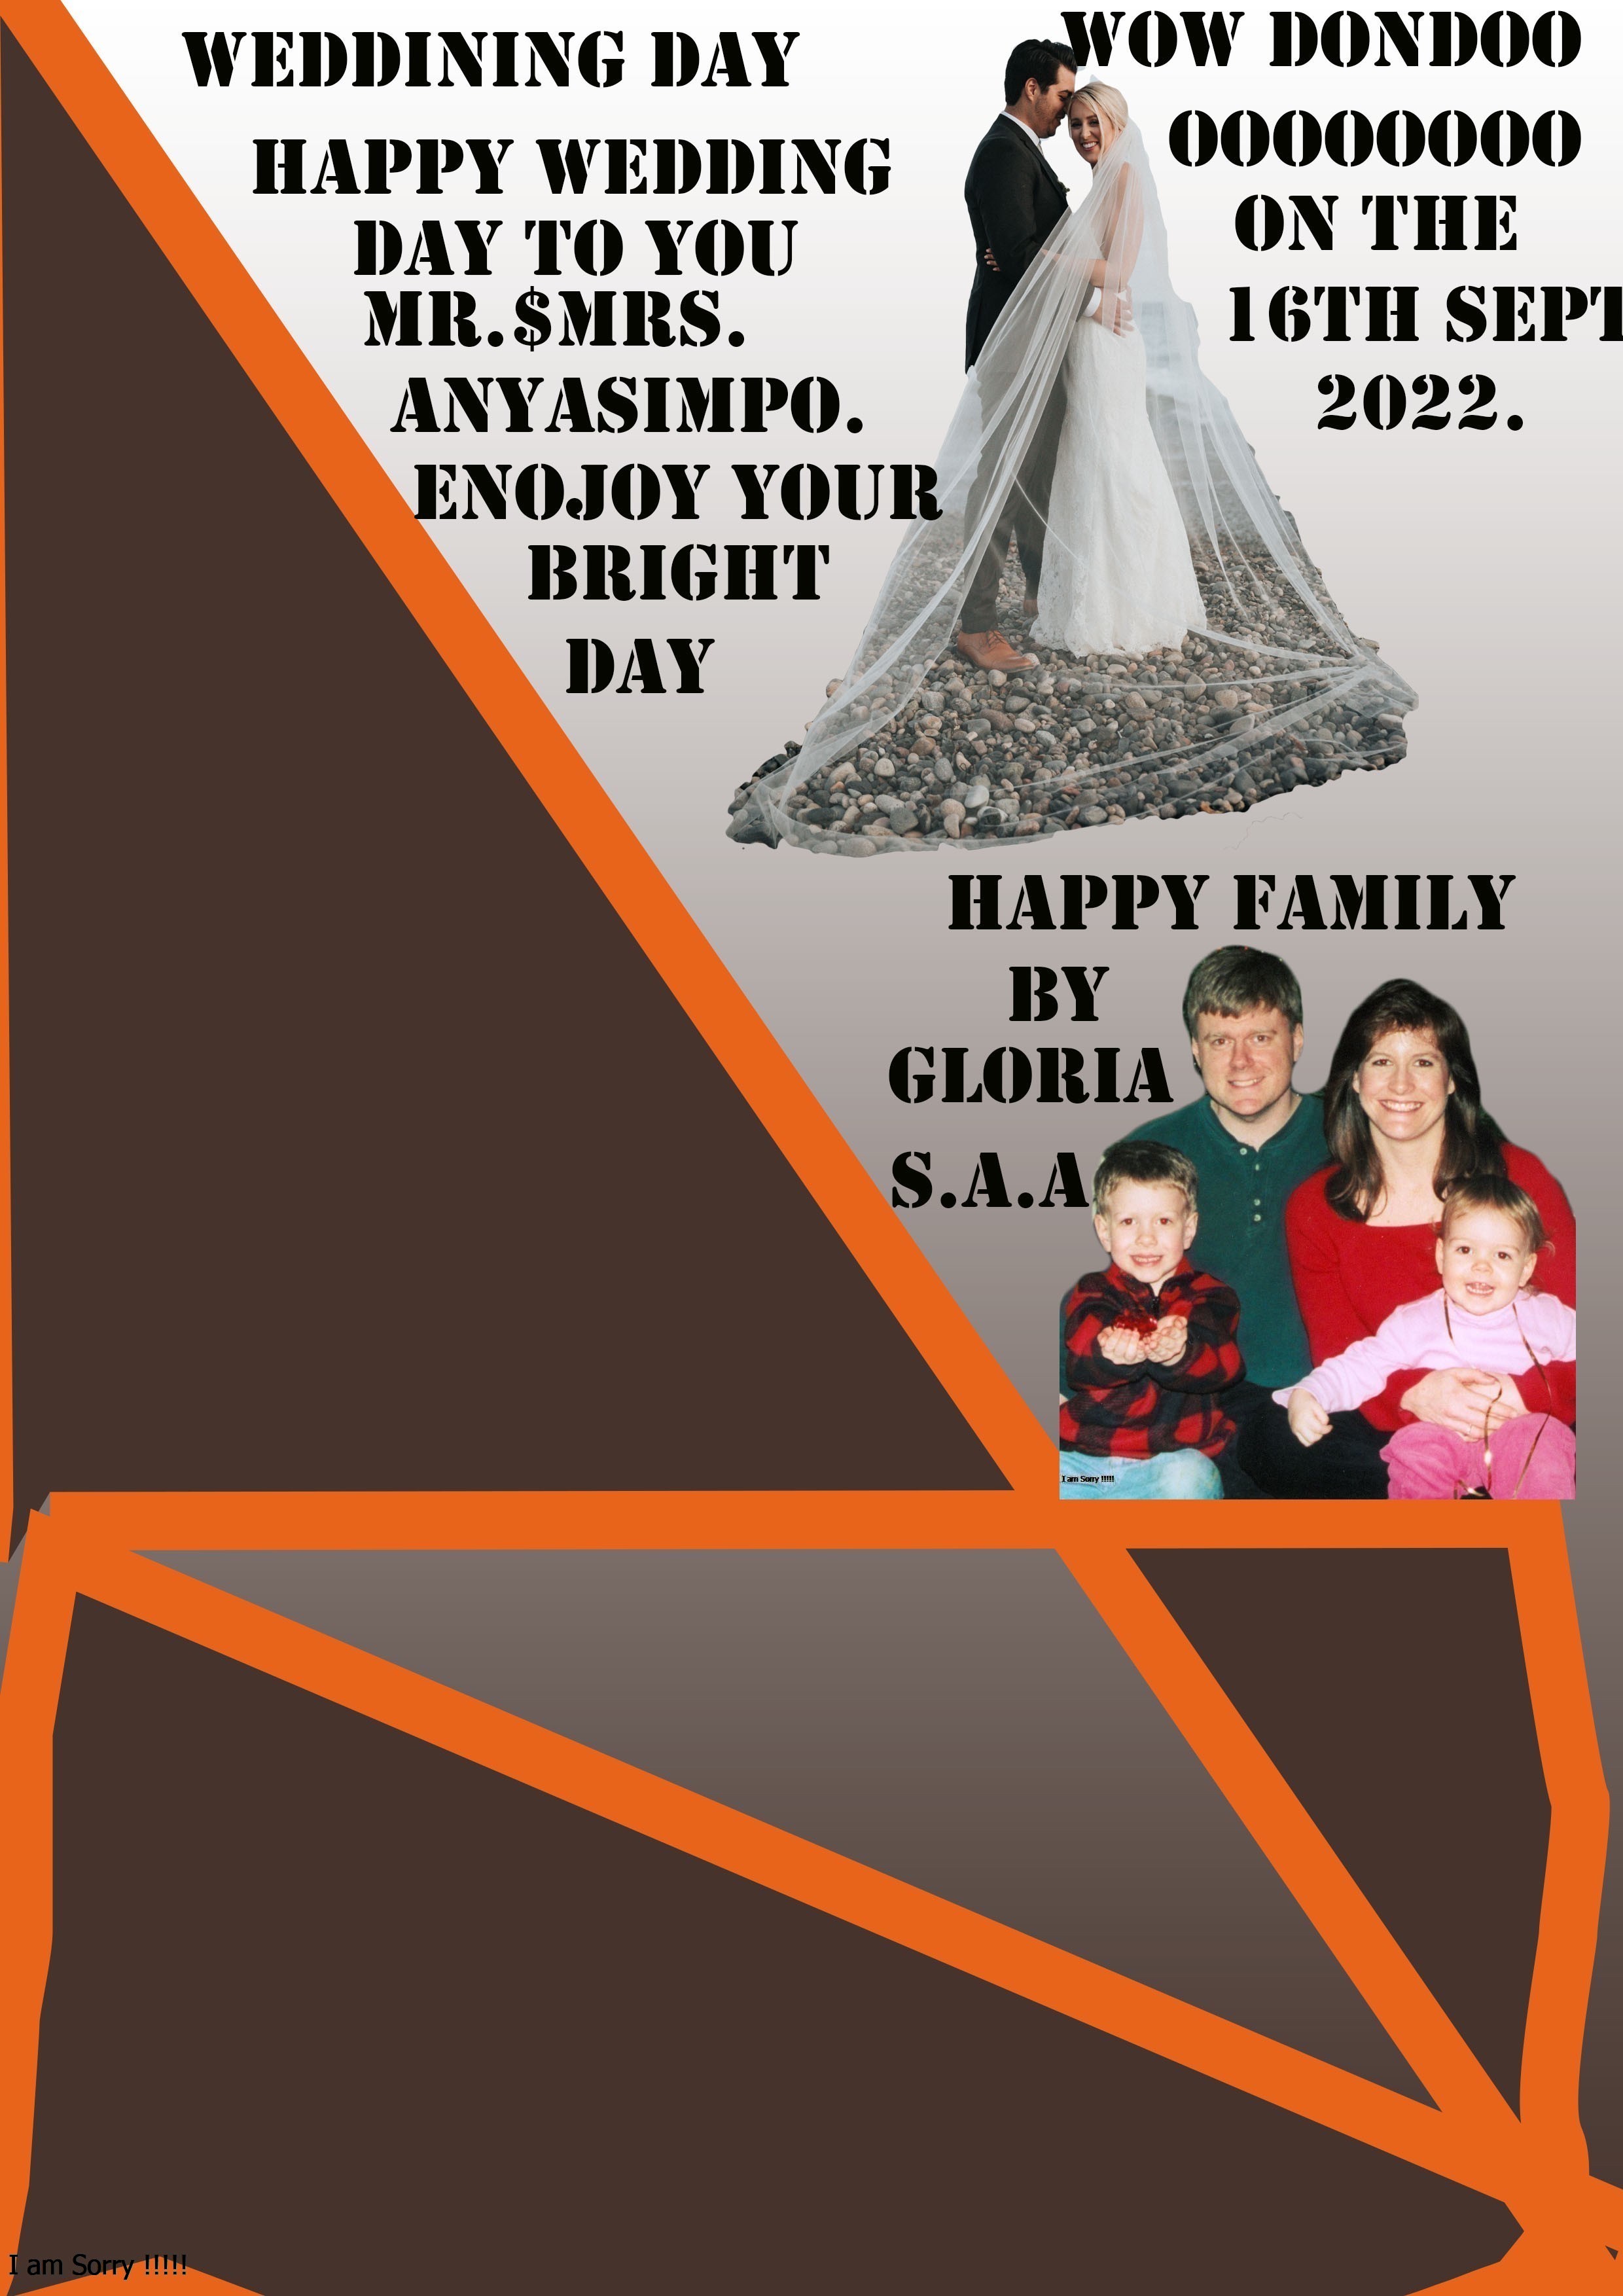 WEDDINING DAY
HAPPY WEDDING
DAY TO YOU
MR.$MRS.
ANYASIMPO.
ENOJOY YOUR
BRIGHT
DAY
WOW DONDOO
OOOOOOOO
ON THE
16TH SEPT
2022.
HAPPY FAMILY
BY
GLORIA
S.A.A
I am Sorry !!!!!
I am Sorry !!!!!